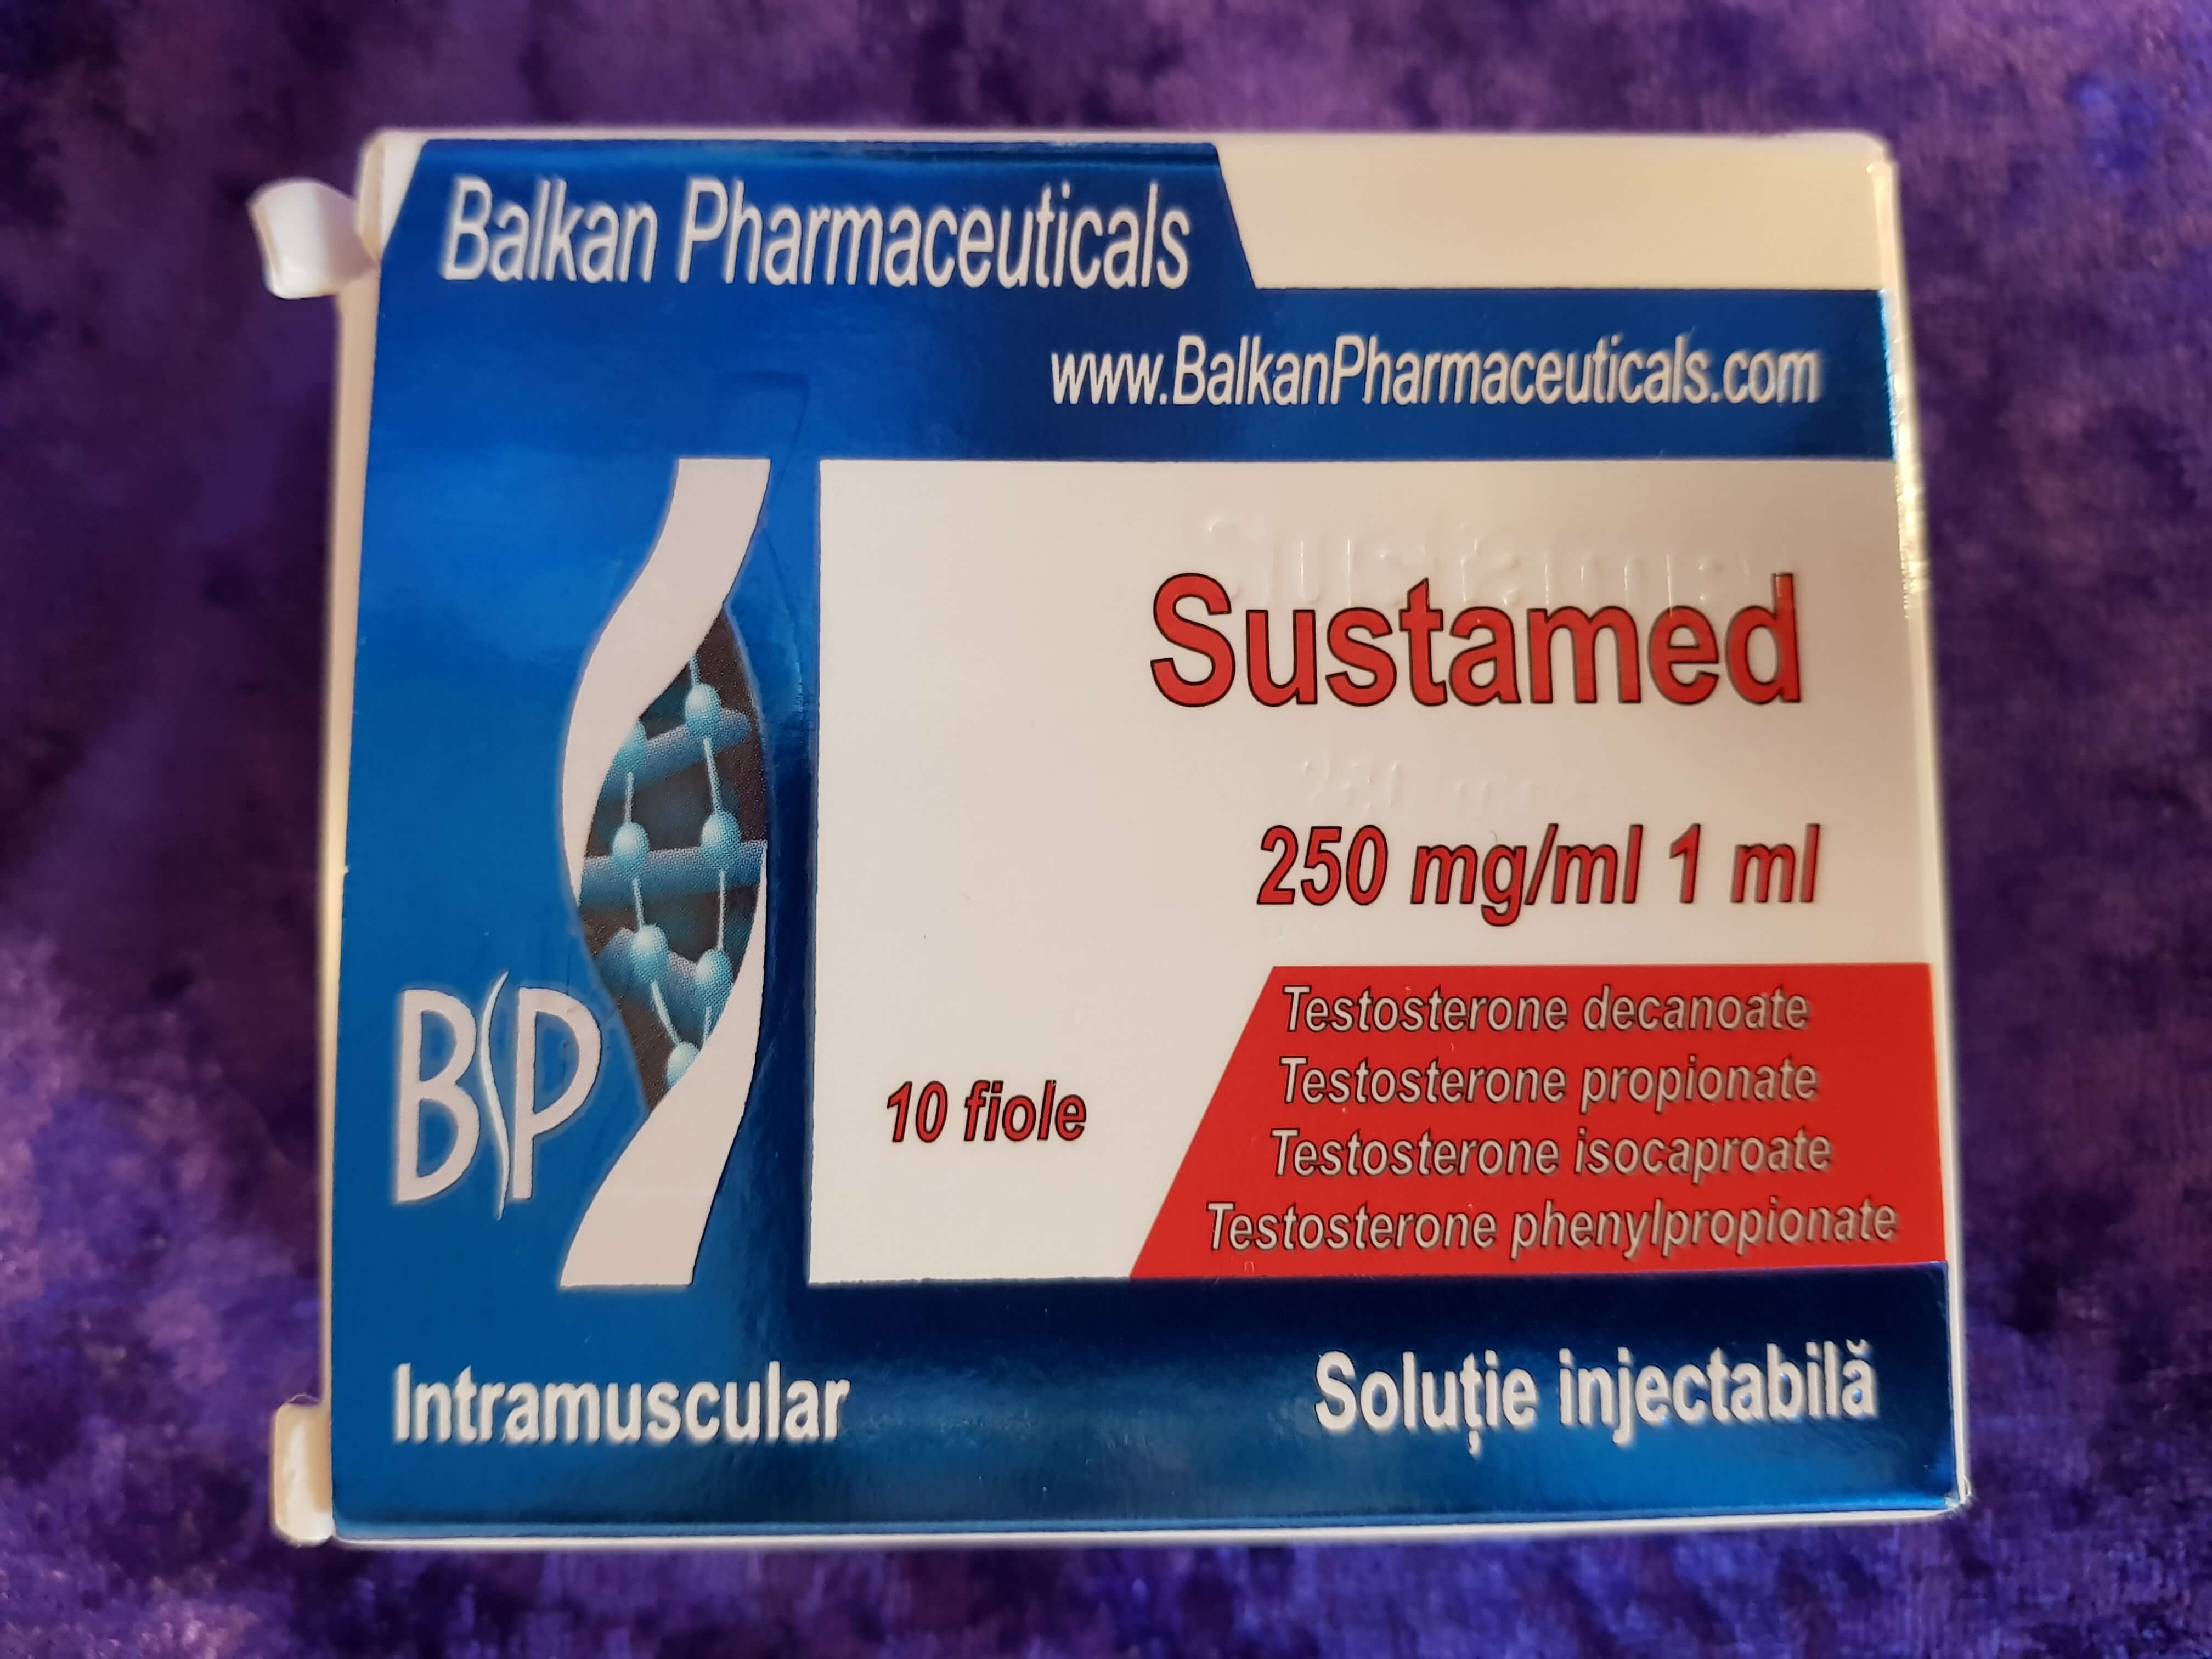 Balkan Pharmaceuticals
www.BalkanPharmaceuticals.com
Sustamed
250 mg/ml 1 ml
10 fiole
Testosterone decanoate
Testosterone propionate
Testosterone isocaproate
Testosterone phenylpropionate
BP
Intramuscular
Soluție injectabilă